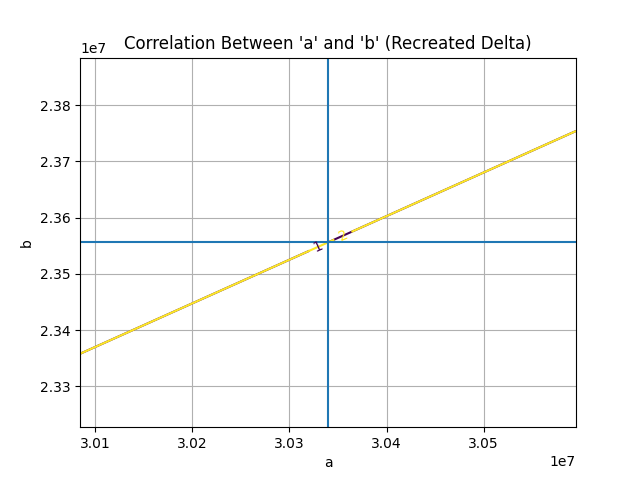 Correlation Between 'a' and 'b' (Recreated Delta)
1e7
2.38
2.37
2.36
2.35
2.34
2.33
b
1
2
3.01 3.02 3.03 3.04 3.05
a
1e7